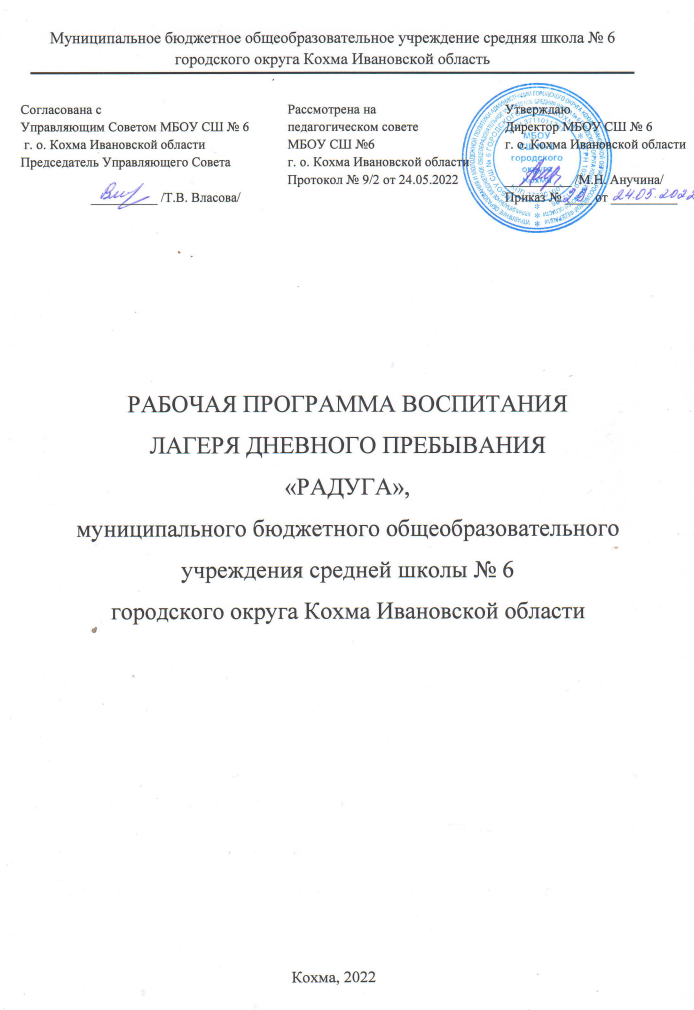 Муниципальное бюджетное общеобразовательное учреждение средняя школа № 6
городского округа Кохма Ивановской область
Согласована с
Управляющим Советом МБОУ СШ № 6
г. о. Кохма Ивановской области
Председатель Управляющего Совета
/Т.В. Власова/
Рассмотрена на
педагогическом совете
МБОУ СШ №6
г. о. Кохма Ивановской области
Протокол № 9/2 от 24.05.2022
Утверждаю
Директор МБОУ СШ № 6
г. о. Кохма Ивановской области
/М.Н. Анучина/
Приказ № от 24.05.2022
МБОУ
городского
РАБОЧАЯ ПРОГРАММА ВОСПИТАНИЯ
ЛАГЕРЯ ДНЕВНОГО ПРЕБЫВАНИЯ
«РАДУГА»,
муниципального бюджетного общеобразовательного
учреждения средней школы № 6
городского округа Кохма Ивановской области
Кохма, 2022